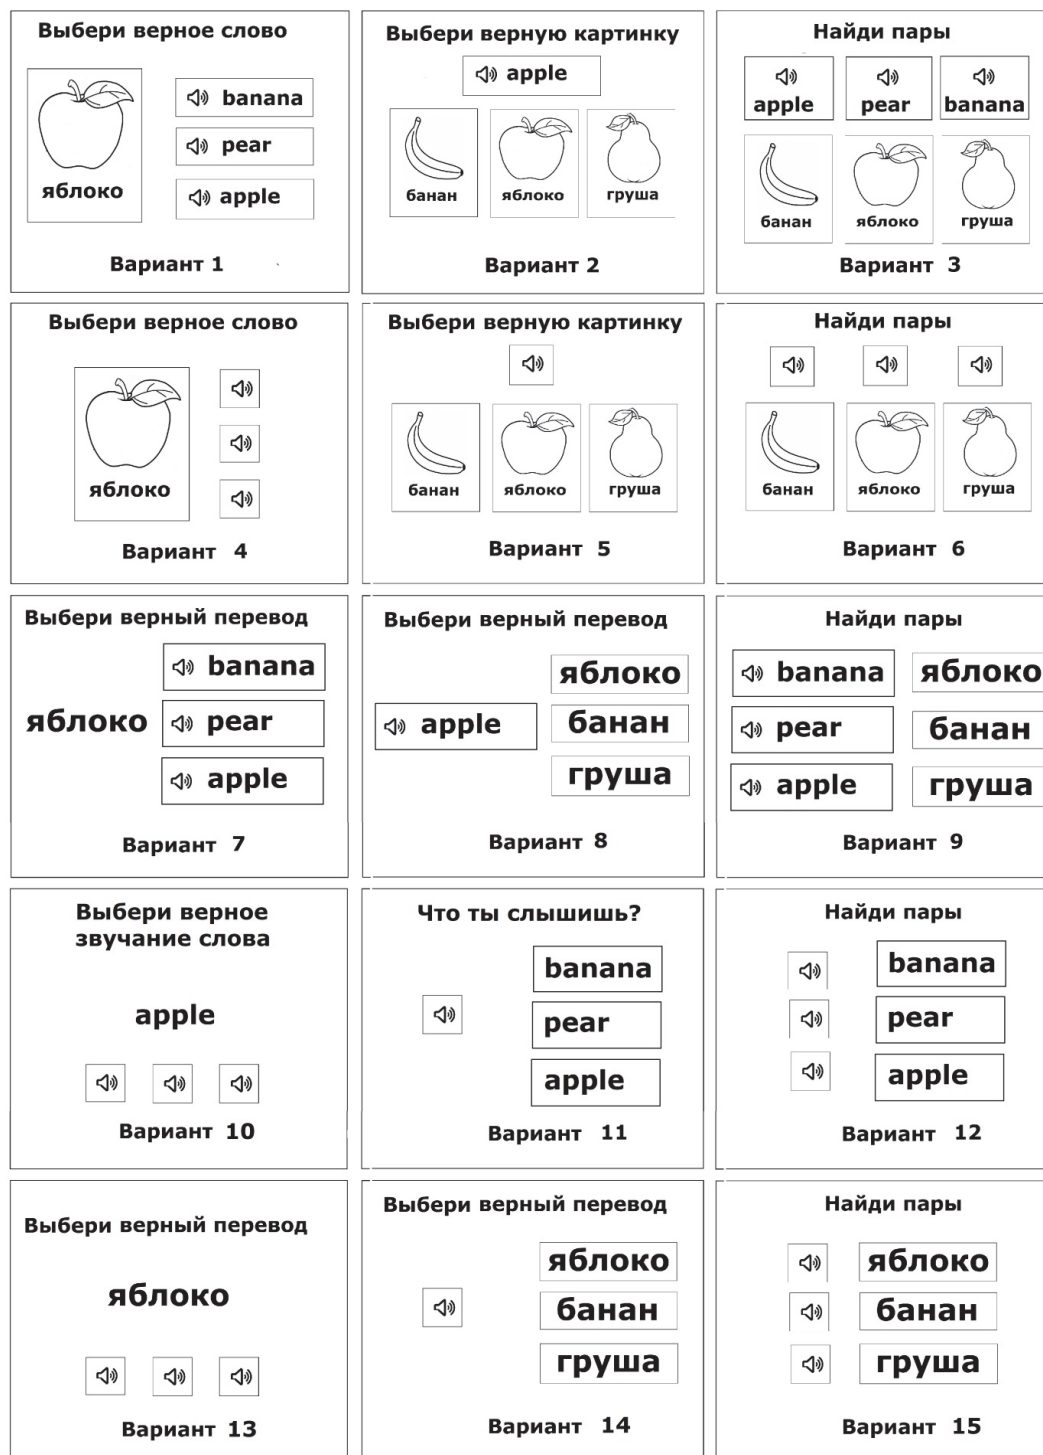 Выбери верное слово
banana
pear
apple
яблоко
Вариант 1
Выбери верную картинку
apple
банан
яблоко
груша
Вариант 2
Найди пары
apple
pear
banana
банан
яблоко
груша
Вариант 3
Выбери верное слово
яблоко
Вариант 4
Выбери верную картинку
банан
яблоко
груша
Вариант 5
Найди пары
банан
яблоко
груша
Вариант 6
Выбери верный перевод
banana
яблоко
pear
apple
Вариант 7
Выбери верный перевод
яблоко
apple
банан
груша
Вариант 8
Найди пары
banana яблоко
pear банан
apple груша
Вариант 9
Выбери верное
звучание слова
apple
Вариант 10
Что ты слышишь?
banana
pear
apple
Вариант 11
Найди пары
banana
pear
apple
Вариант 12
Выбери верный перевод
яблоко
Вариант 13
Выбери верный перевод
яблоко
банан
груша
Вариант 14
Найди пары
яблоко
банан
груша
Вариант 15